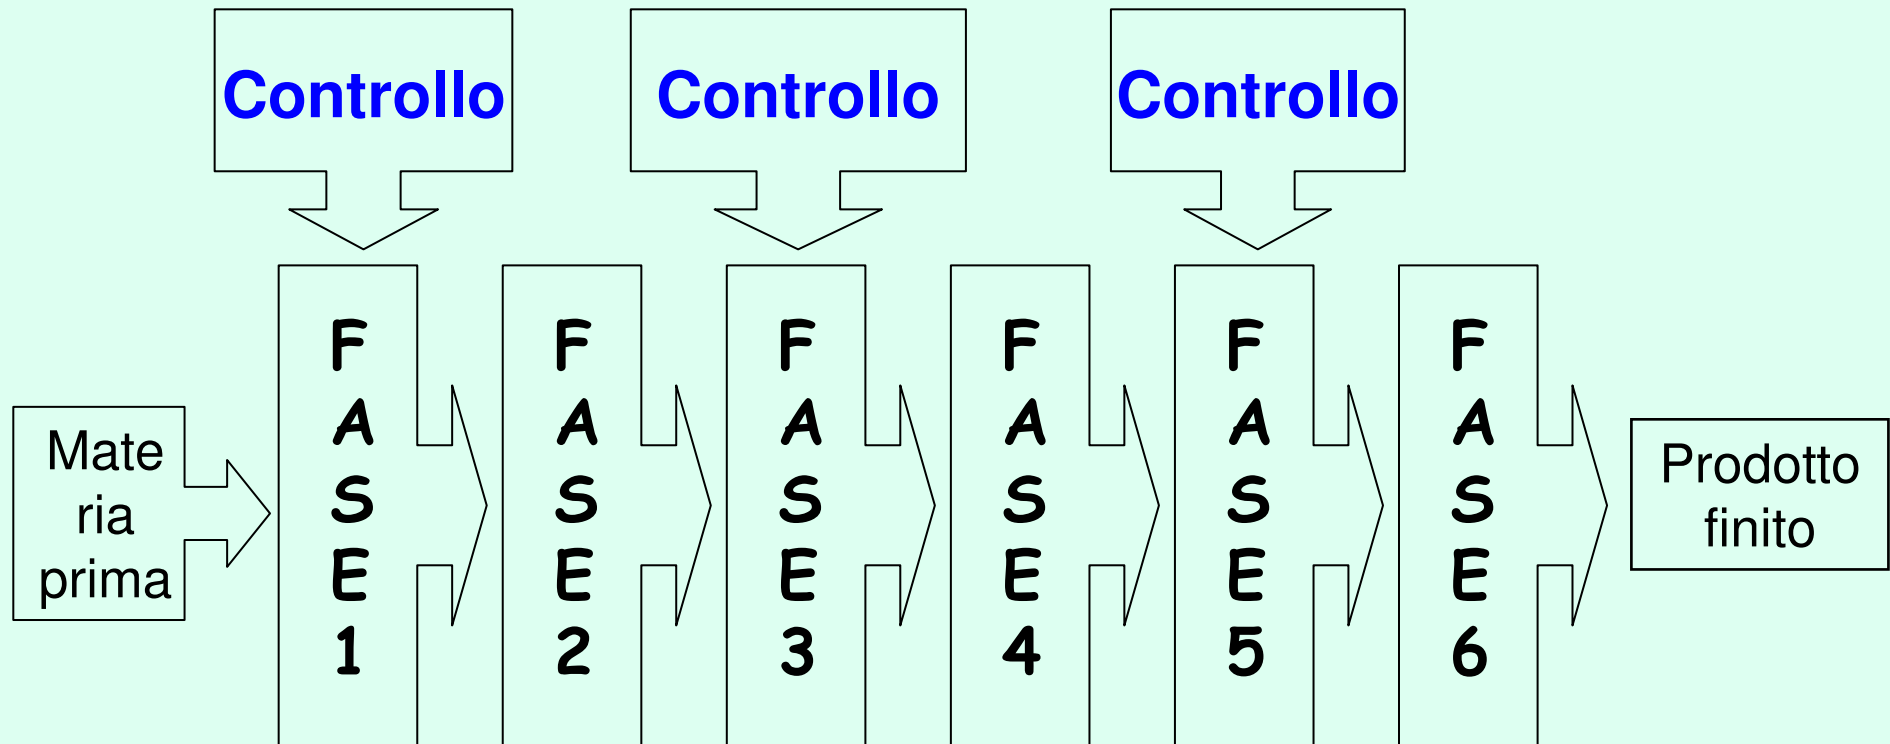 Controllo
Controllo
Controllo
Mate
ria
prima
F
A
S
E
1
F
A
S
E
2
F
A
S
E
3
F
A
S
E
4
F
A
S
E
5
F
A
S
E
6
Prodotto
finito